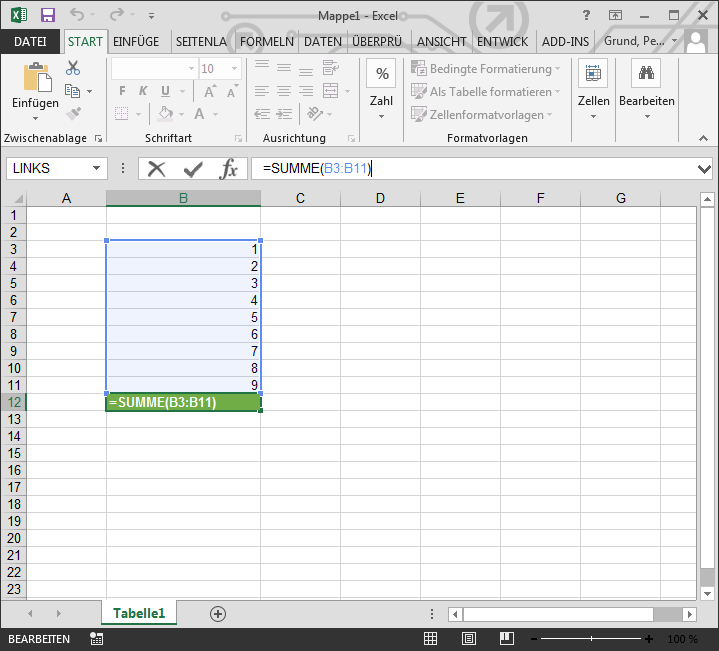 Mappe1 - Excel
?
DATEI START EINFÜGE SEITENLA FORMELN DATEN ÜBERPRÜ ANSICHT ENTWICK ADD-INS Grund, Pe...
Einfügen
10
F K U
A A
A
%
Zahl
Bedingte Formatierung
Als Tabelle formatieren
Zellenformatvorlagen
Zellen
Bearbeiten
Zwischenablage Schriftart Ausrichtung Formatvorlagen
LINKS fx =SUMME(B3:B11)
A B C D E F G
1
2
3 1
4 2
5 3
6 4
7 5
8 6
9 7
10 8
11 9
12 =SUMME(B3:B11)
13
14
15
16
17
18
19
20
21
22
23
Tabelle1
BEARBEITEN 100 %